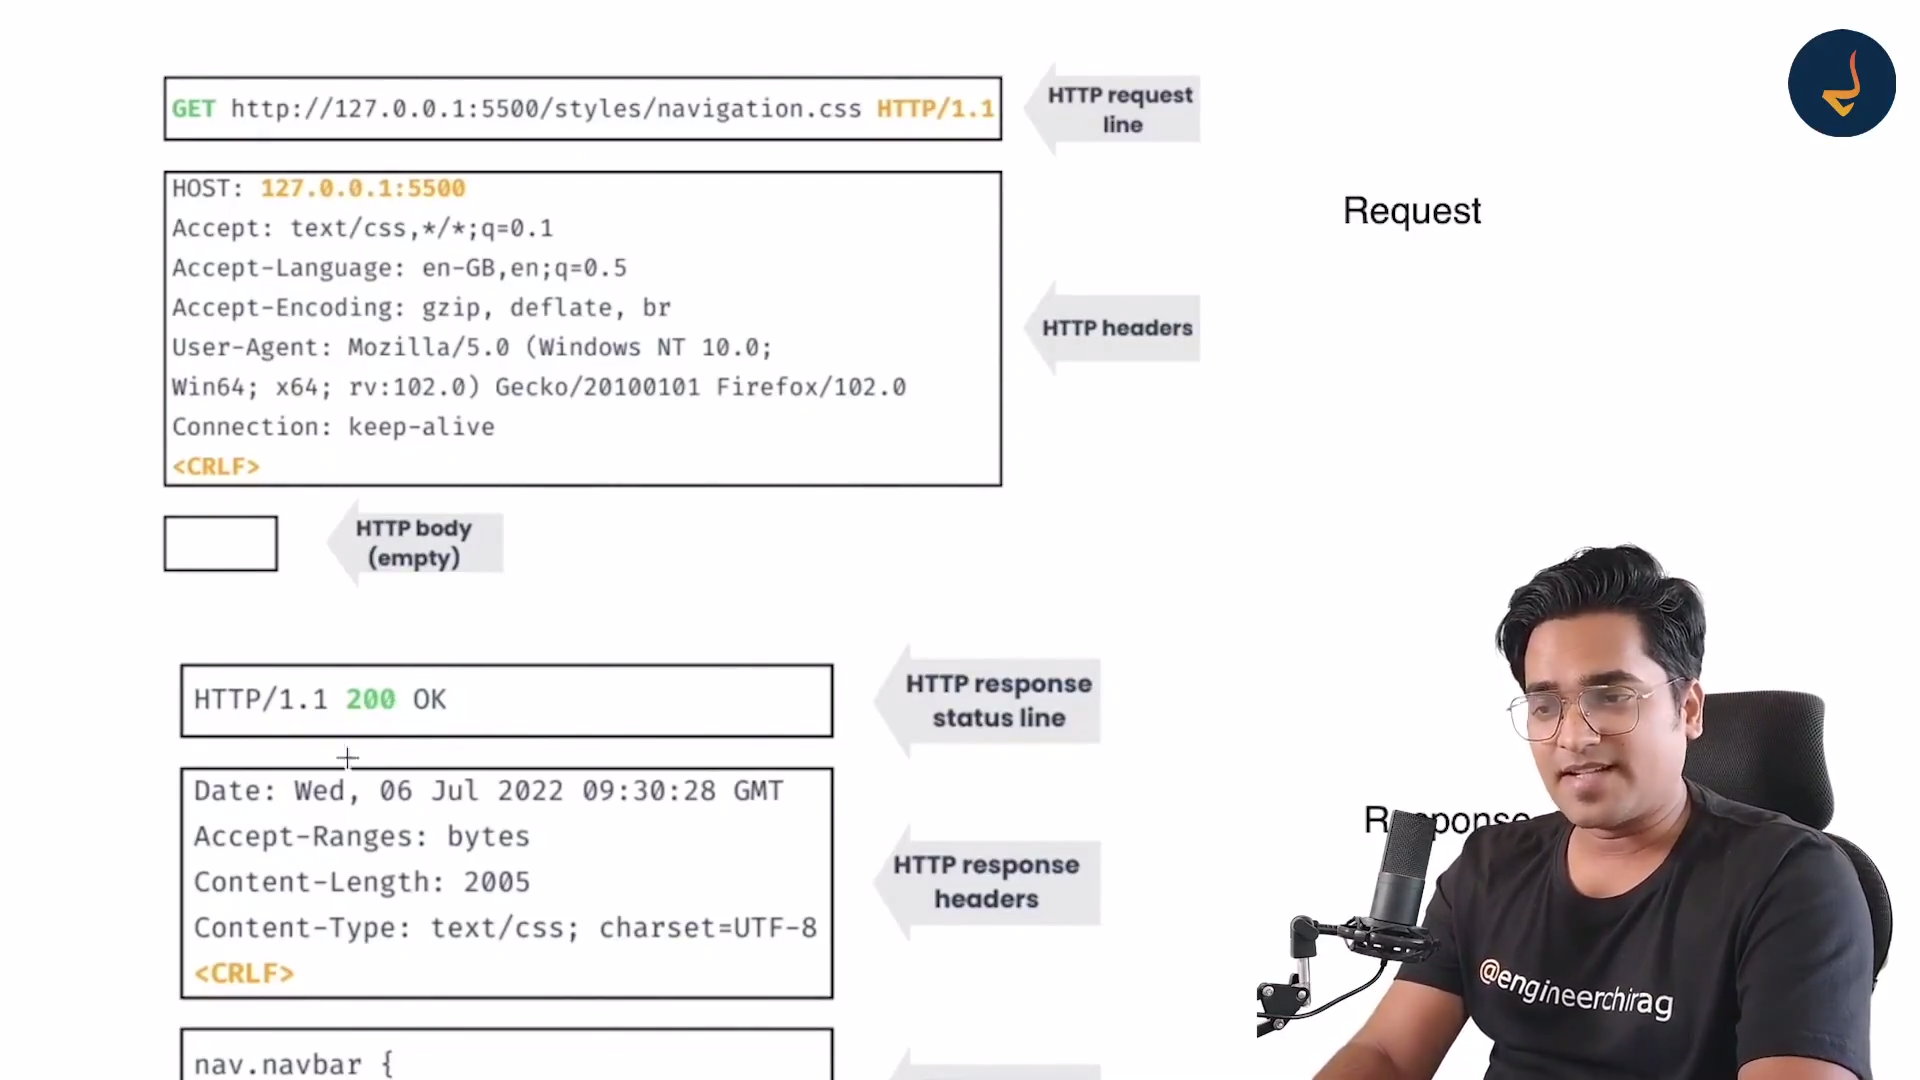 GET http://127.0.0.1:5500/styles/navigation.css HTTP/1.1
HTTP request
line
HOST: 127.0.0.1:5500
Accept: text/css,*/*;q=0.1
Accept-Language: en-GB,en;q=0.5
Accept-Encoding: gzip, deflate, br
User-Agent: Mozilla/5.0 (Windows NT 10.0;
Win64; x64; rv:102.0) Gecko/20100101 Firefox/102.0
Connection: keep-alive
<CRLF>
HTTP headers
Request
HTTP body
(empty)
HTTP/1.1 200 OK
HTTP response
status line
Date: Wed, 06 Jul 2022 09:30:28 GMT
Accept-Ranges: bytes
Content-Length: 2005
Content-Type: text/css; charset=UTF-8
<CRLF>
HTTP response
headers
Response
nav.navbar {
@engineerchirag